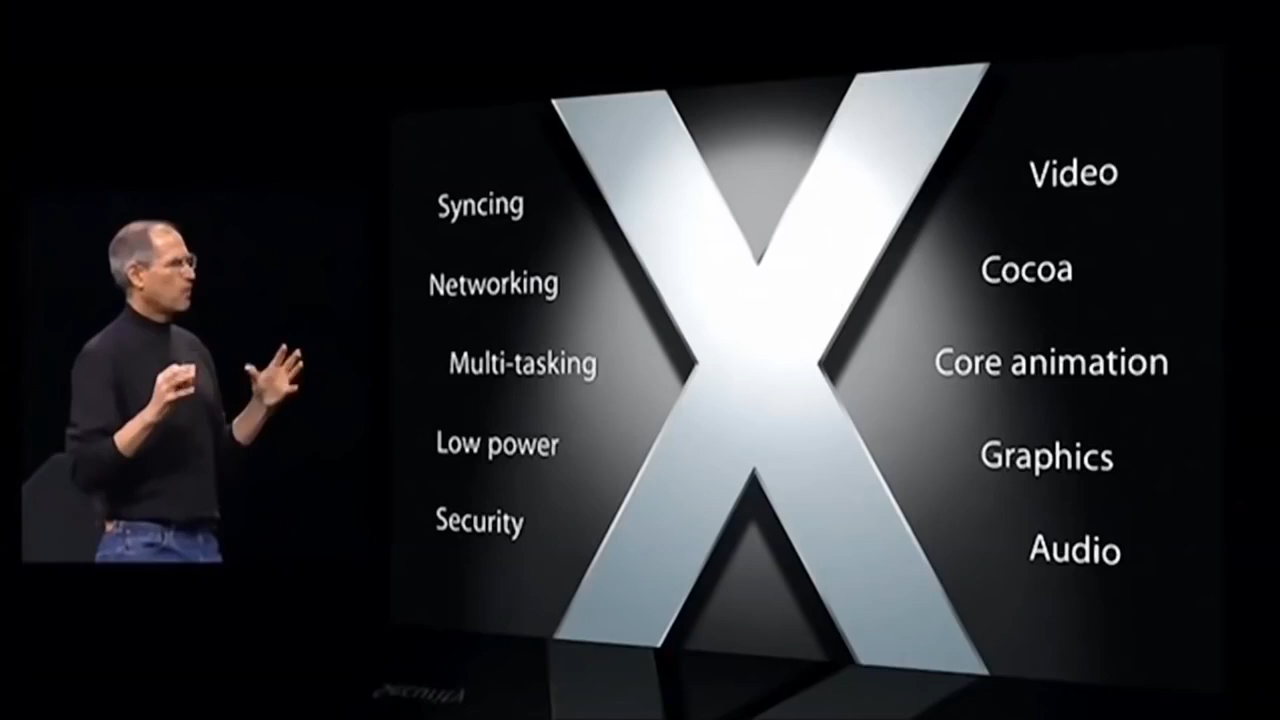 Syncing
Networking
Multi-tasking
Low power
Security
X
Video
Cocoa
Core animation
Graphics
Audio